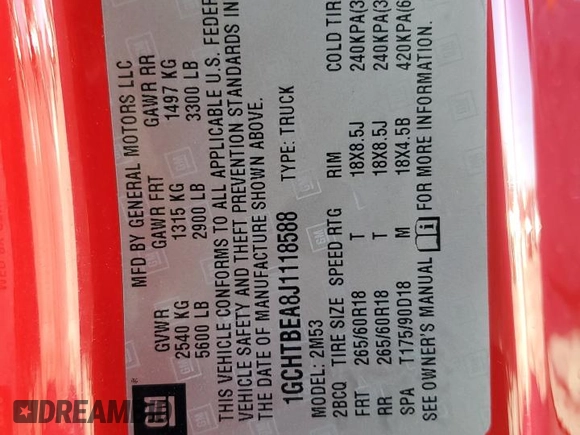 MFD BY GENERAL MOTORS LLC
GVWR GAWR FRT GAWR RR
2540 KG 1315 KG 1497 KG
5600 LB 2900 LB 3300 LB
THIS VEHICLE CONFORMS TO ALL APPLICABLE U.S. FEDER
VEHICLE SAFETY AND THEFT PREVENTION STANDARDS IN
THE DATE OF MANUFACTURE SHOWN ABOVE.
1GCHTBEA8J1118588 TYPE: TRUCK
MODEL: 2M53
2BCQ TIRE SIZE SPEED RTG RIM COLD TIR
FRT 265/60R18 T 18X8.5J 240KPA(3
RR 265/60R18 T 18X8.5J 240KPA(3
SPA T175/90D18 M 18X4.5B 420KPA(6
SEE OWNER'S MANUAL i FOR MORE INFORMATION.
GM
®
DREAMBID